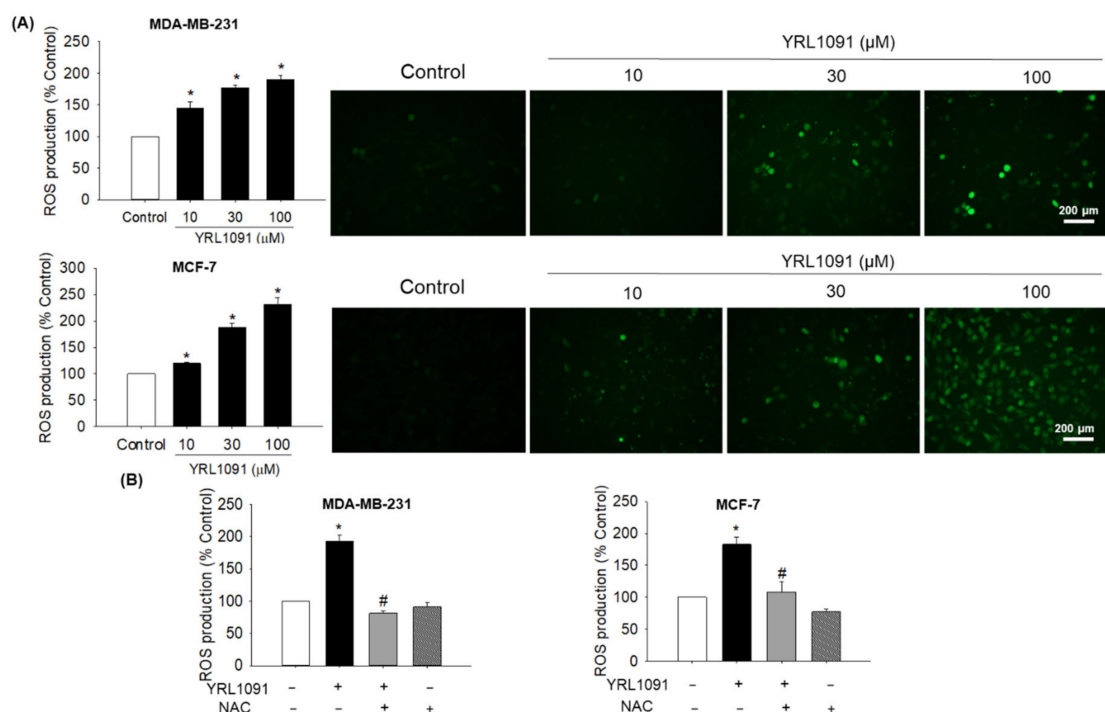 (A)
MDA-MB-231
ROS production (% Control)
250
200
150
100
50
0
*
*
*
Control
10
30
100
YRL1091 (μM)
Control
YRL1091 (μM)
10
30
100
200 μm
MCF-7
ROS production (% Control)
300
250
200
150
100
50
0
*
*
*
Control
10
30
100
YRL1091 (μM)
Control
YRL1091 (μM)
10
30
100
200 μm
(B)
MDA-MB-231
ROS production (% Control)
250
200
150
100
50
0
*
#
YRL1091 – + + –
NAC – – + +
MCF-7
ROS production (% Control)
250
200
150
100
50
0
*
#
YRL1091 – + + –
NAC – – + +